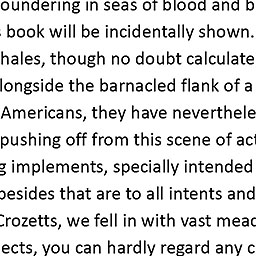 oundering in seas of blood and b
book will be incidentally shown.
hales, though no doubt calculate
longside the barnacled flank of a
Americans, they have neverthele
pushing off from this scene of act
g implements, specially intended
besides that are to all intents and
Crozetts, we fell in with vast mead
ects, you can hardly regard any c